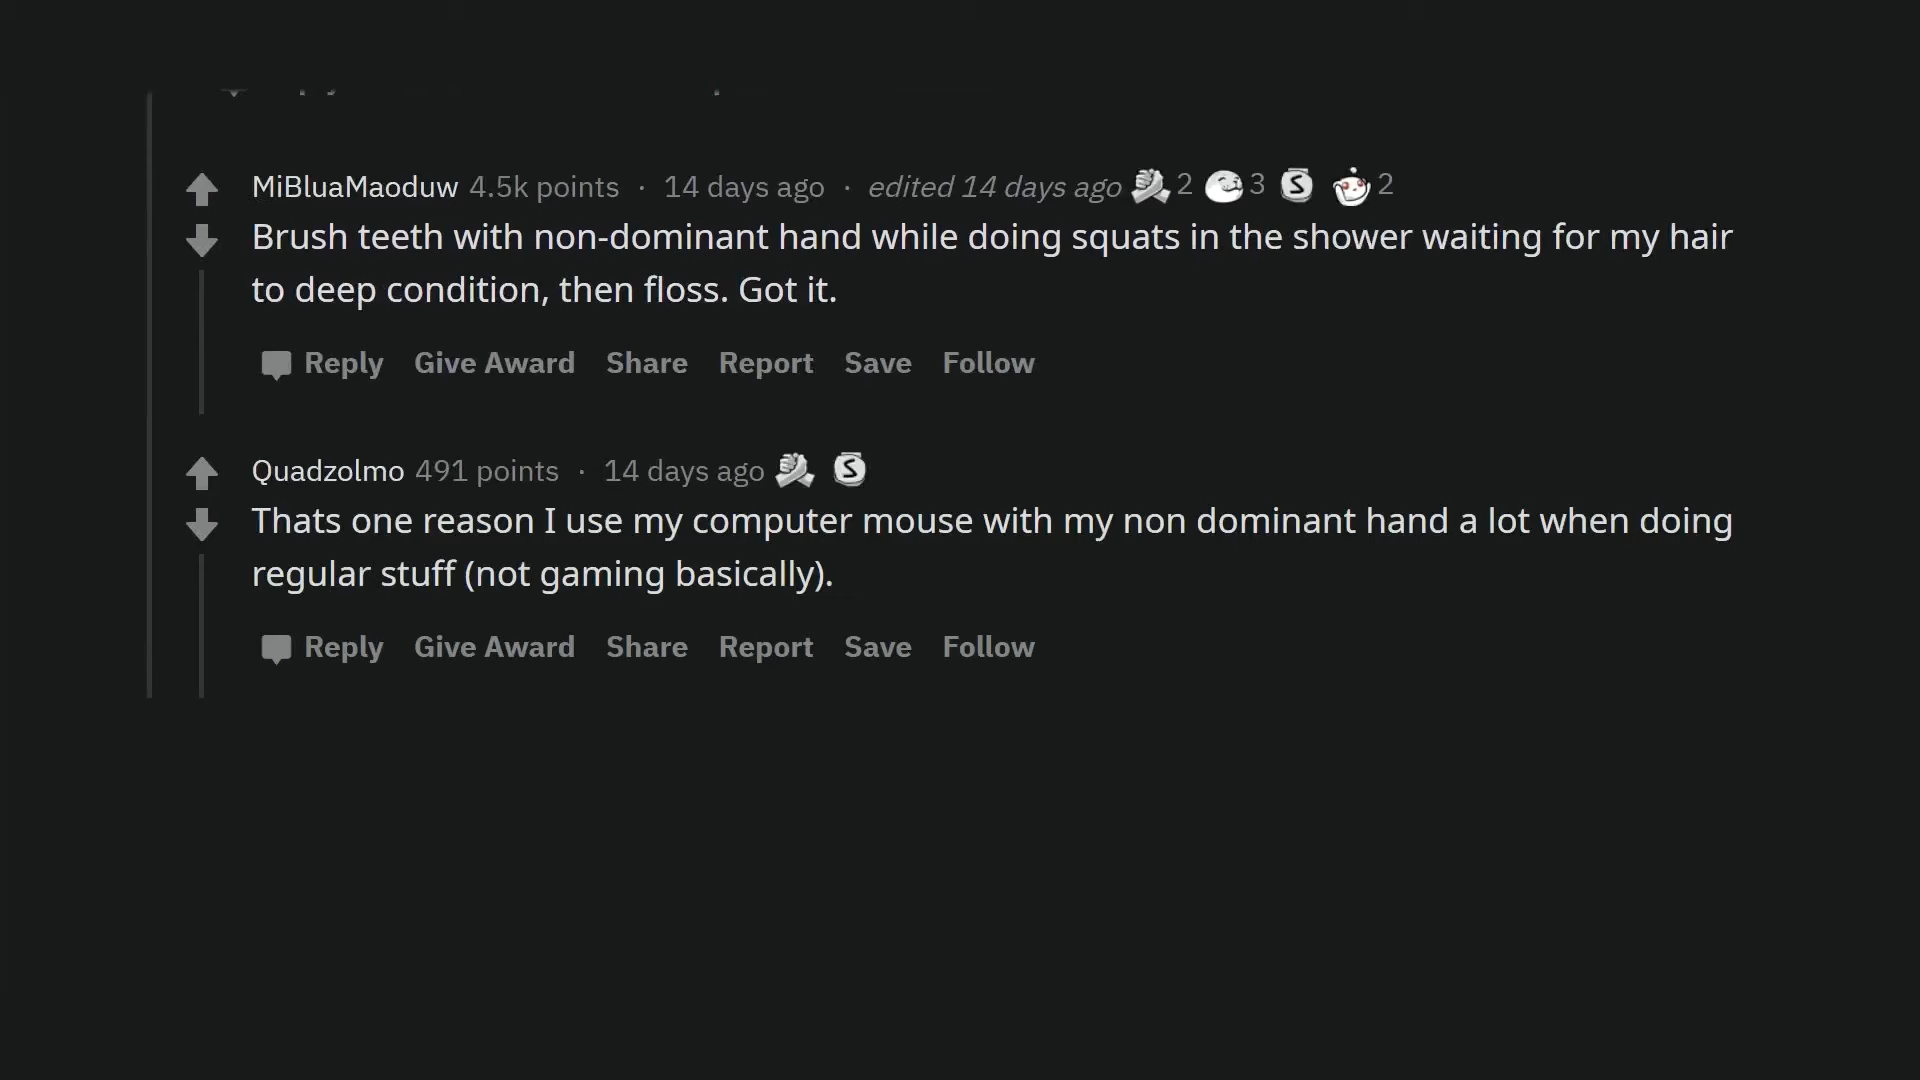 MiBluaMaoduw 4.5k points · 14 days ago · edited 14 days ago 2 3 S 2
Brush teeth with non-dominant hand while doing squats in the shower waiting for my hair
to deep condition, then floss. Got it.
Reply Give Award Share Report Save Follow
Quadzolmo 491 points · 14 days ago S
Thats one reason I use my computer mouse with my non dominant hand a lot when doing
regular stuff (not gaming basically).
Reply Give Award Share Report Save Follow